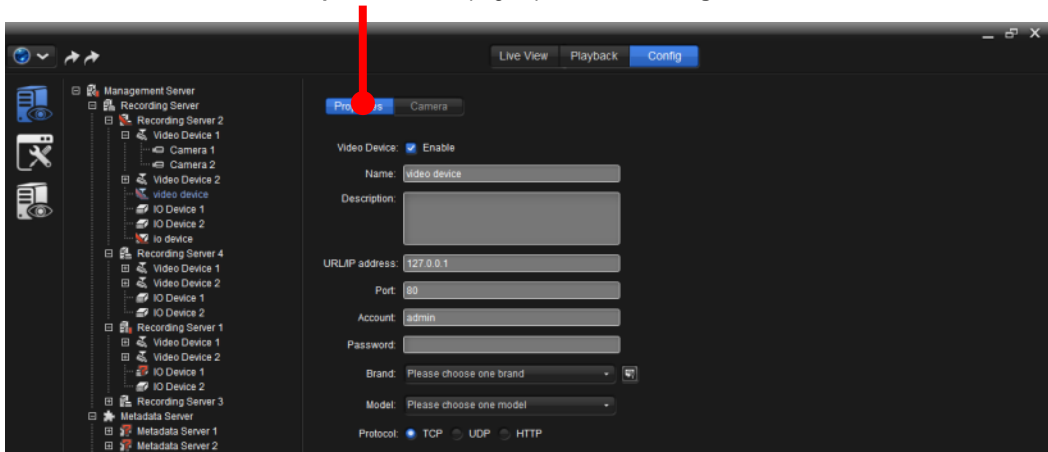 Live View Playback Config
Management Server
Recording Server
Recording Server 2
Video Device 1
Camera 1
Camera 2
Video Device 2
video device
IO Device 1
IO Device 2
io device
Recording Server 4
Video Device 1
Video Device 2
IO Device 1
IO Device 2
Recording Server 1
Video Device 1
Video Device 2
IO Device 1
IO Device 2
Recording Server 3
Metadata Server
Metadata Server 1
Metadata Server 2
Camera
Video Device: Enable
Name: video device
Description:
URL/IP address: 127.0.0.1
Port: 80
Account: admin
Password:
Brand: Please choose one brand
Model: Please choose one model
Protocol: TCP UDP HTTP